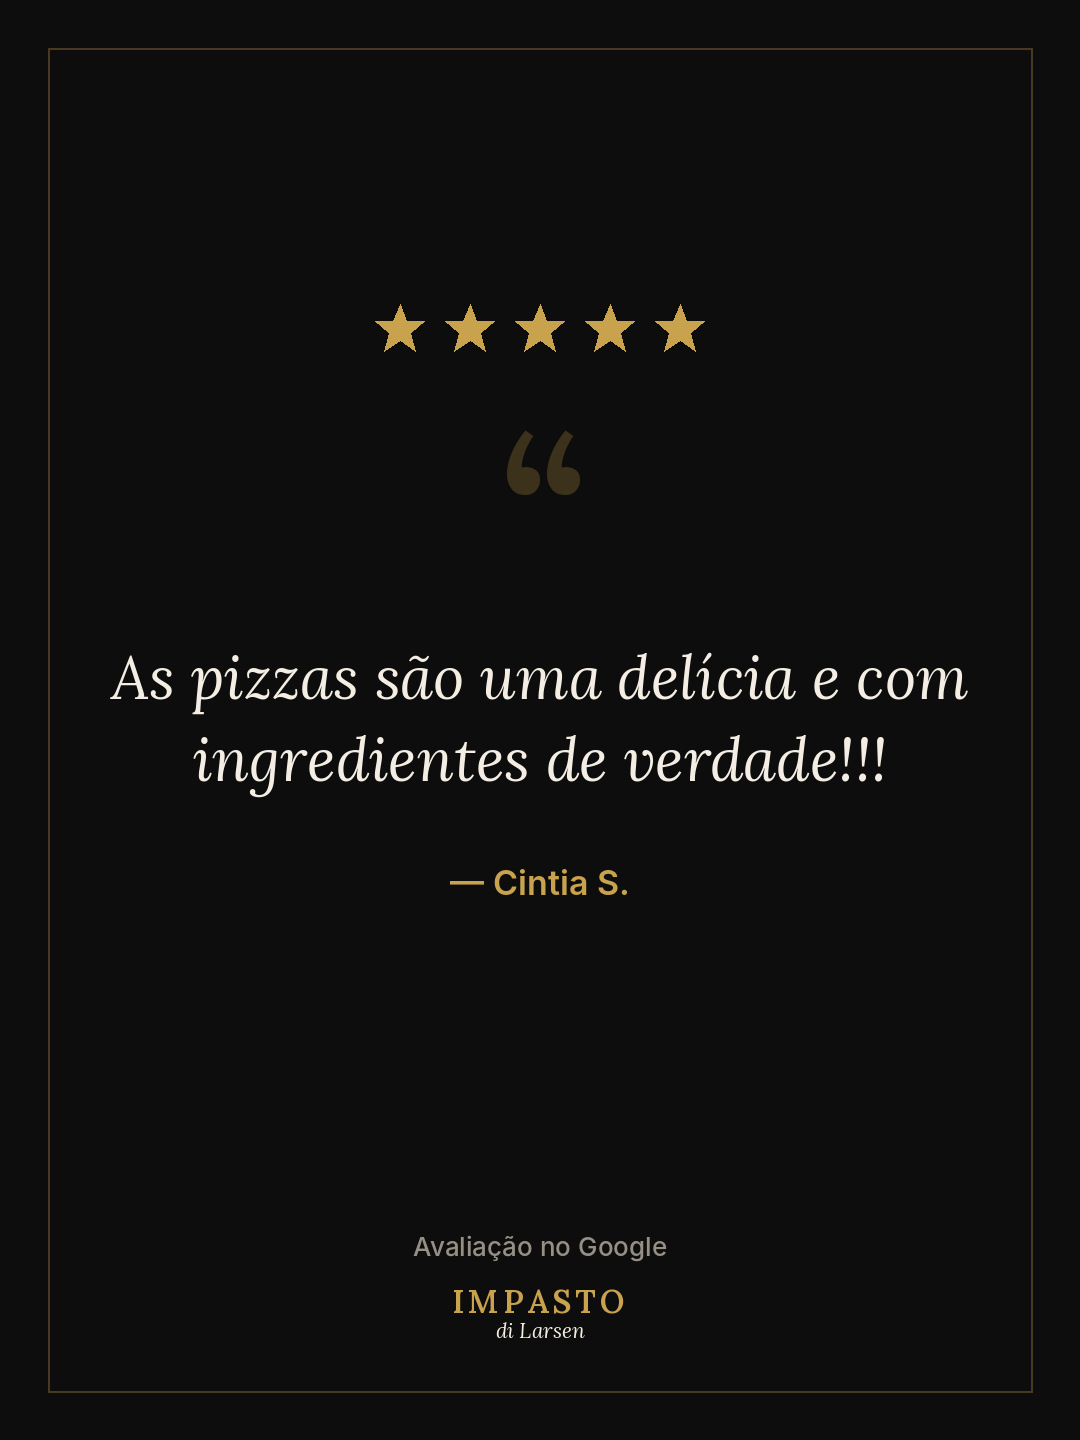 “
As pizzas são uma delícia e com
ingredientes de verdade!!!
— Cintia S.
Avaliação no Google
IMPASTO
di Larsen